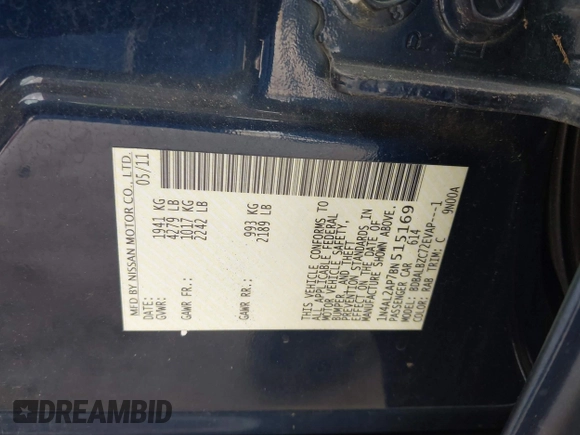 MFD BY NISSAN MOTOR CO., LTD.
DATE: 05/11
GVWR: 1941 KG
4279 LB
GAWR FR: 1017 KG
2242 LB
GAWR RR: 993 KG
2189 LB
THIS VEHICLE CONFORMS TO
ALL APPLICABLE FEDERAL
MOTOR VEHICLE SAFETY,
BUMPER, AND THEFT
PREVENTION STANDARDS IN
EFFECT ON THE DATE OF
MANUFACTURE SHOWN ABOVE.
1N4AL2AP7BN515169
PASSENGER CAR 614
MODEL: BDBALBZC72EVAP----1
COLOR: RAB TRIM: C
9N00A
DREAMBID